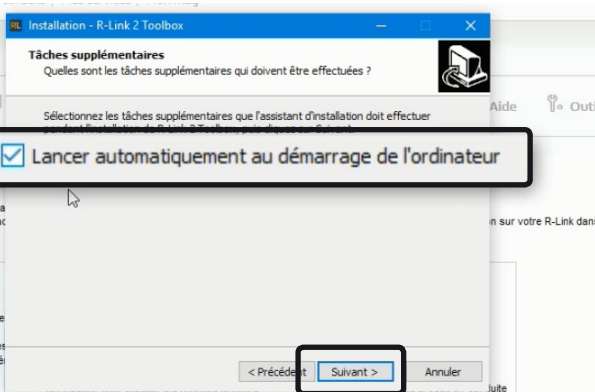 Installation - R-Link 2 Toolbox
Tâches supplémentaires
Quelles sont les tâches supplémentaires qui doivent être effectuées ?
Sélectionnez les tâches supplémentaires que l'assistant d'installation doit effectuer
Aide
Lancer automatiquement au démarrage de l'ordinateur
sur votre R-Link dans
< Précédent
Suivant >
Annuler